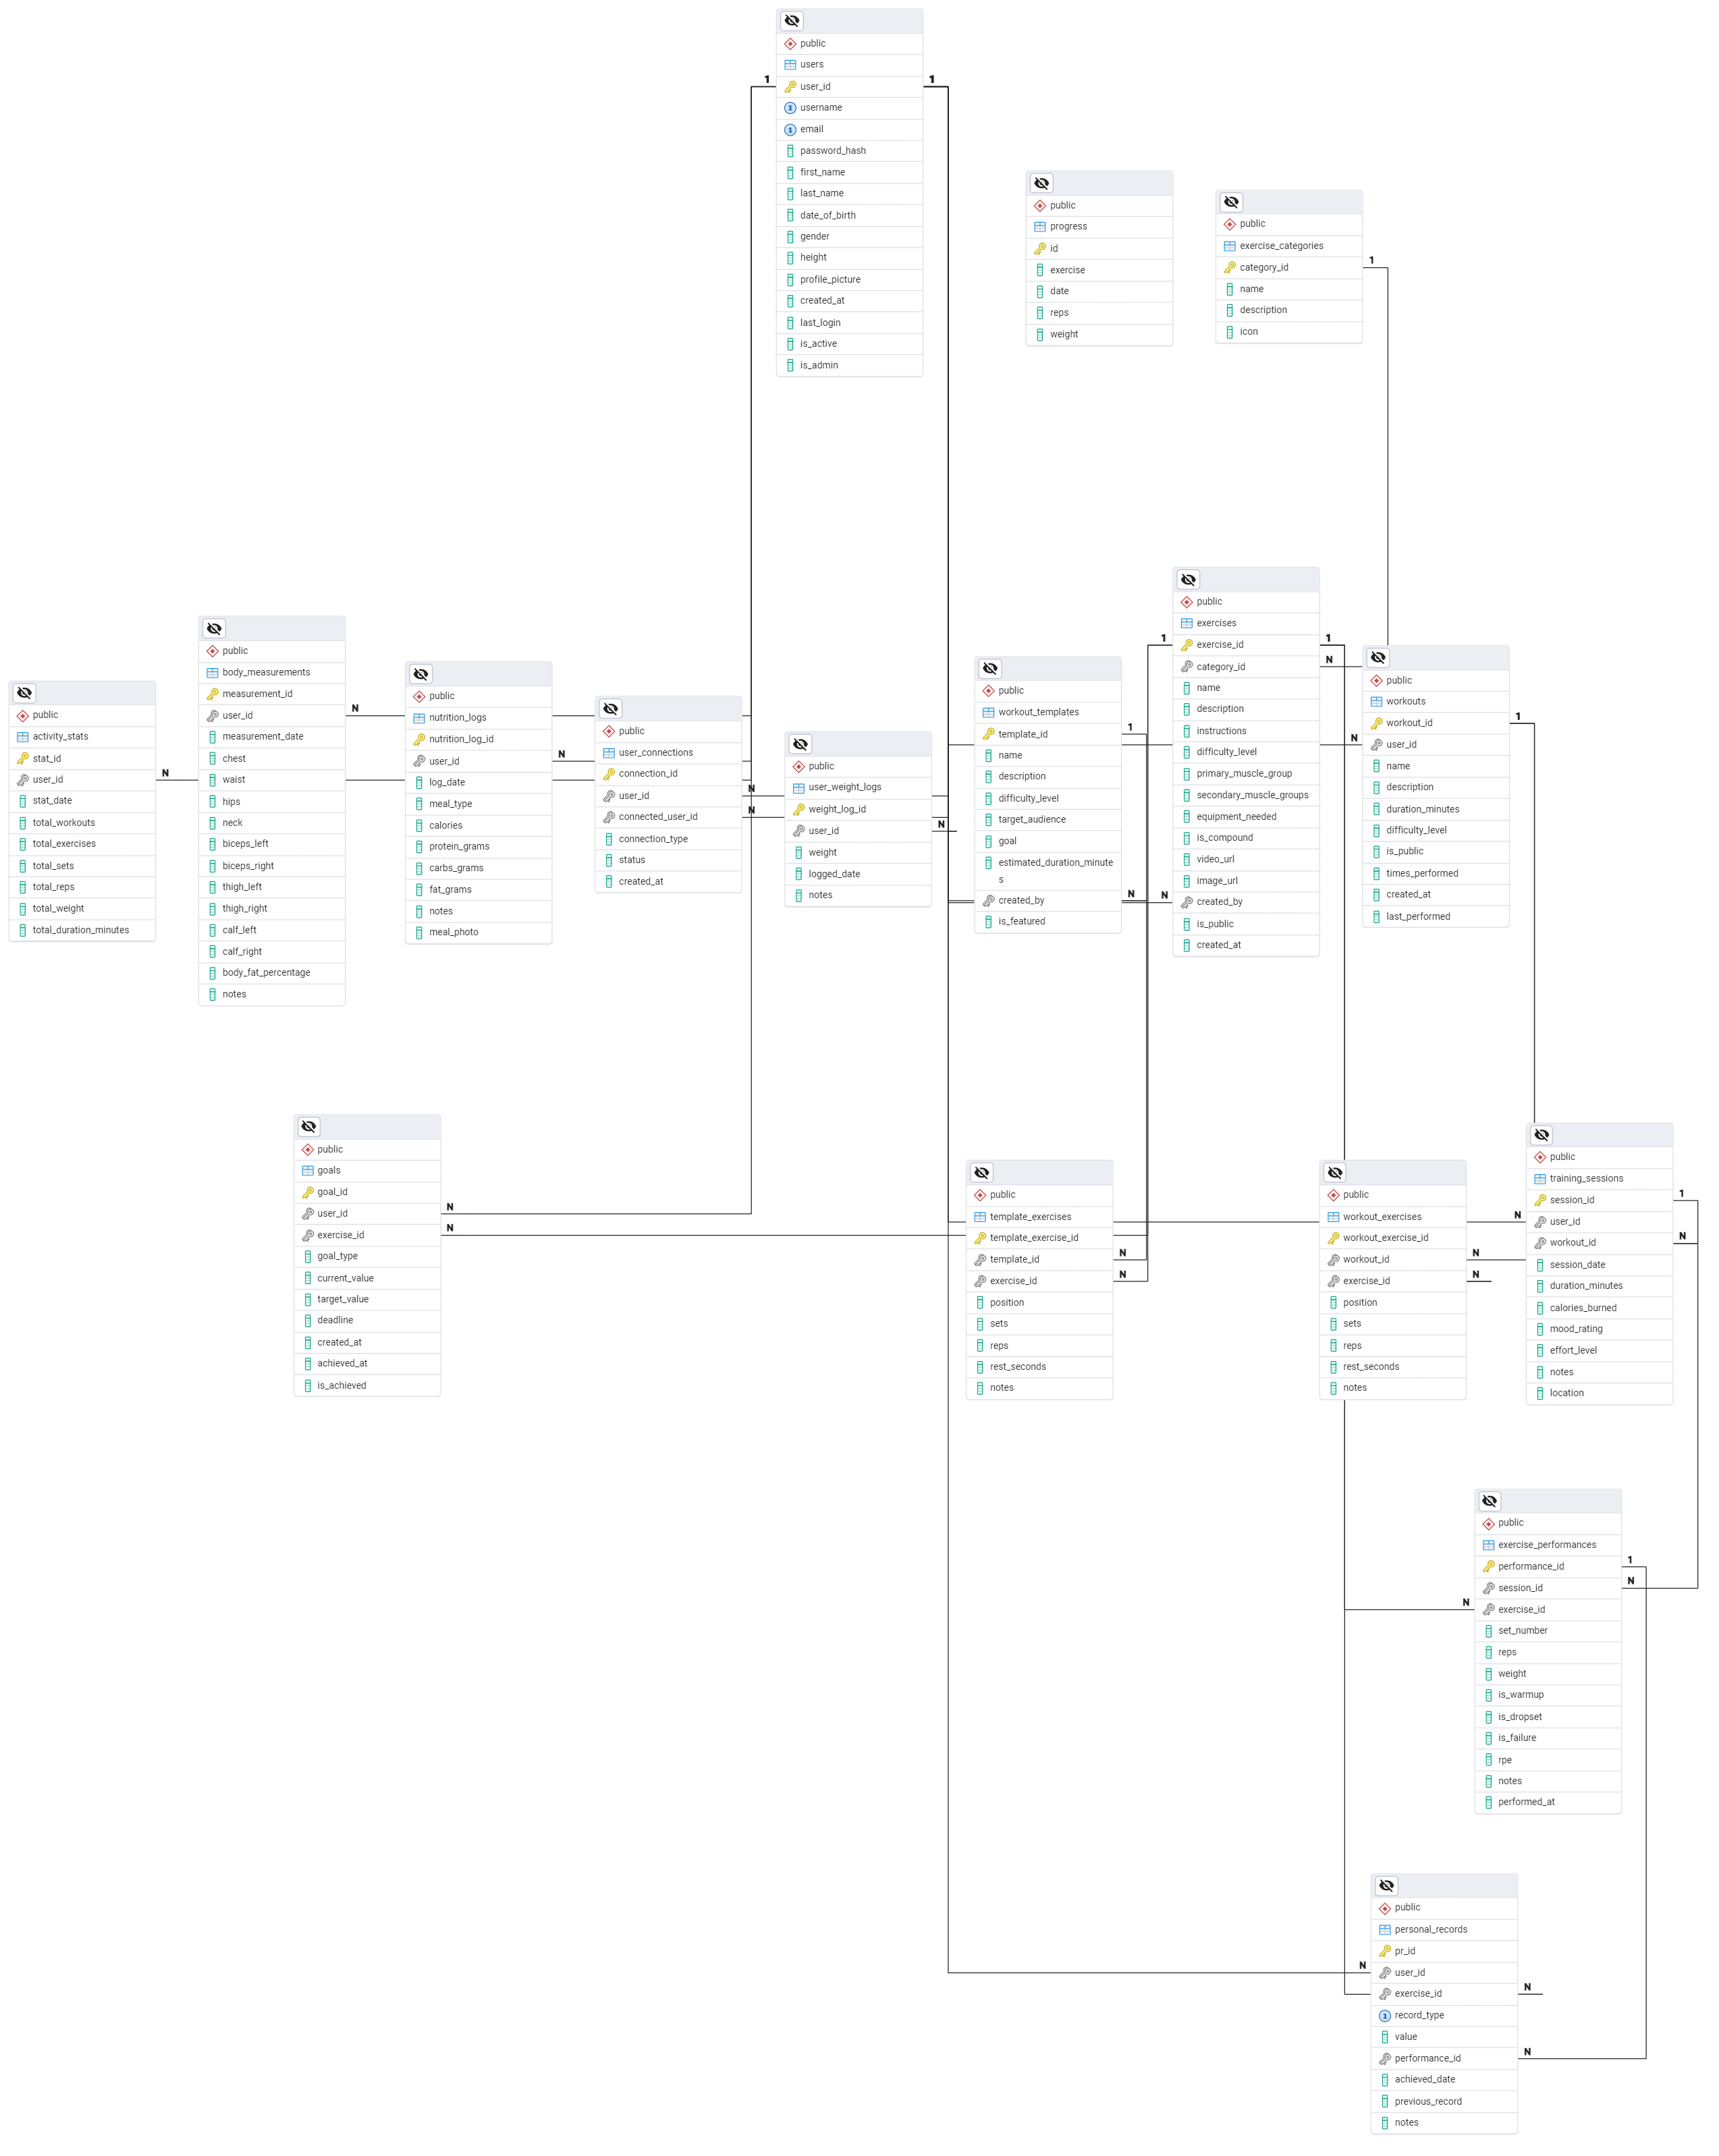 public
users
1
user_id
1
username
email
password_hash
first_name
last_name
date_of_birth
gender
height
profile_picture
created_at
last_login
is_active
is_admin
public
progress
id
exercise
date
reps
weight
public
exercise_categories
category_id
1
name
description
icon
public
activity_stats
stat_id
user_id
N
stat_date
total_workouts
total_exercises
total_sets
total_reps
total_weight
total_duration_minutes
public
body_measurements
measurement_id
user_id
N
measurement_date
chest
waist
hips
neck
biceps_left
biceps_right
thigh_left
thigh_right
calf_left
calf_right
body_fat_percentage
notes
public
nutrition_logs
nutrition_log_id
user_id
N
log_date
meal_type
calories
protein_grams
carbs_grams
fat_grams
notes
meal_photo
public
user_connections
connection_id
user_id
N
connected_user_id
N
connection_type
status
created_at
public
user_weight_logs
weight_log_id
user_id
N
weight
logged_date
notes
public
workout_templates
template_id
1
name
description
difficulty_level
target_audience
goal
estimated_duration_minute
s
created_by
N
is_featured
public
exercises
1
exercise_id
1
category_id
N
name
description
instructions
difficulty_level
primary_muscle_group
secondary_muscle_groups
equipment_needed
is_compound
video_url
image_url
N
created_by
is_public
created_at
public
workouts
workout_id
1
N
user_id
name
description
duration_minutes
difficulty_level
is_public
times_performed
created_at
last_performed
public
goals
goal_id
user_id
N
exercise_id
N
goal_type
current_value
target_value
deadline
created_at
achieved_at
is_achieved
public
template_exercises
template_exercise_id
template_id
N
exercise_id
N
position
sets
reps
rest_seconds
notes
public
workout_exercises
workout_exercise_id
workout_id
N
exercise_id
N
position
sets
reps
rest_seconds
notes
public
training_sessions
session_id
1
N
user_id
workout_id
N
session_date
duration_minutes
calories_burned
mood_rating
effort_level
notes
location
public
exercise_performances
performance_id
1
session_id
N
N
exercise_id
set_number
reps
weight
is_warmup
is_dropset
is_failure
rpe
notes
performed_at
public
personal_records
pr_id
N
user_id
exercise_id
N
record_type
value
performance_id
N
achieved_date
previous_record
notes